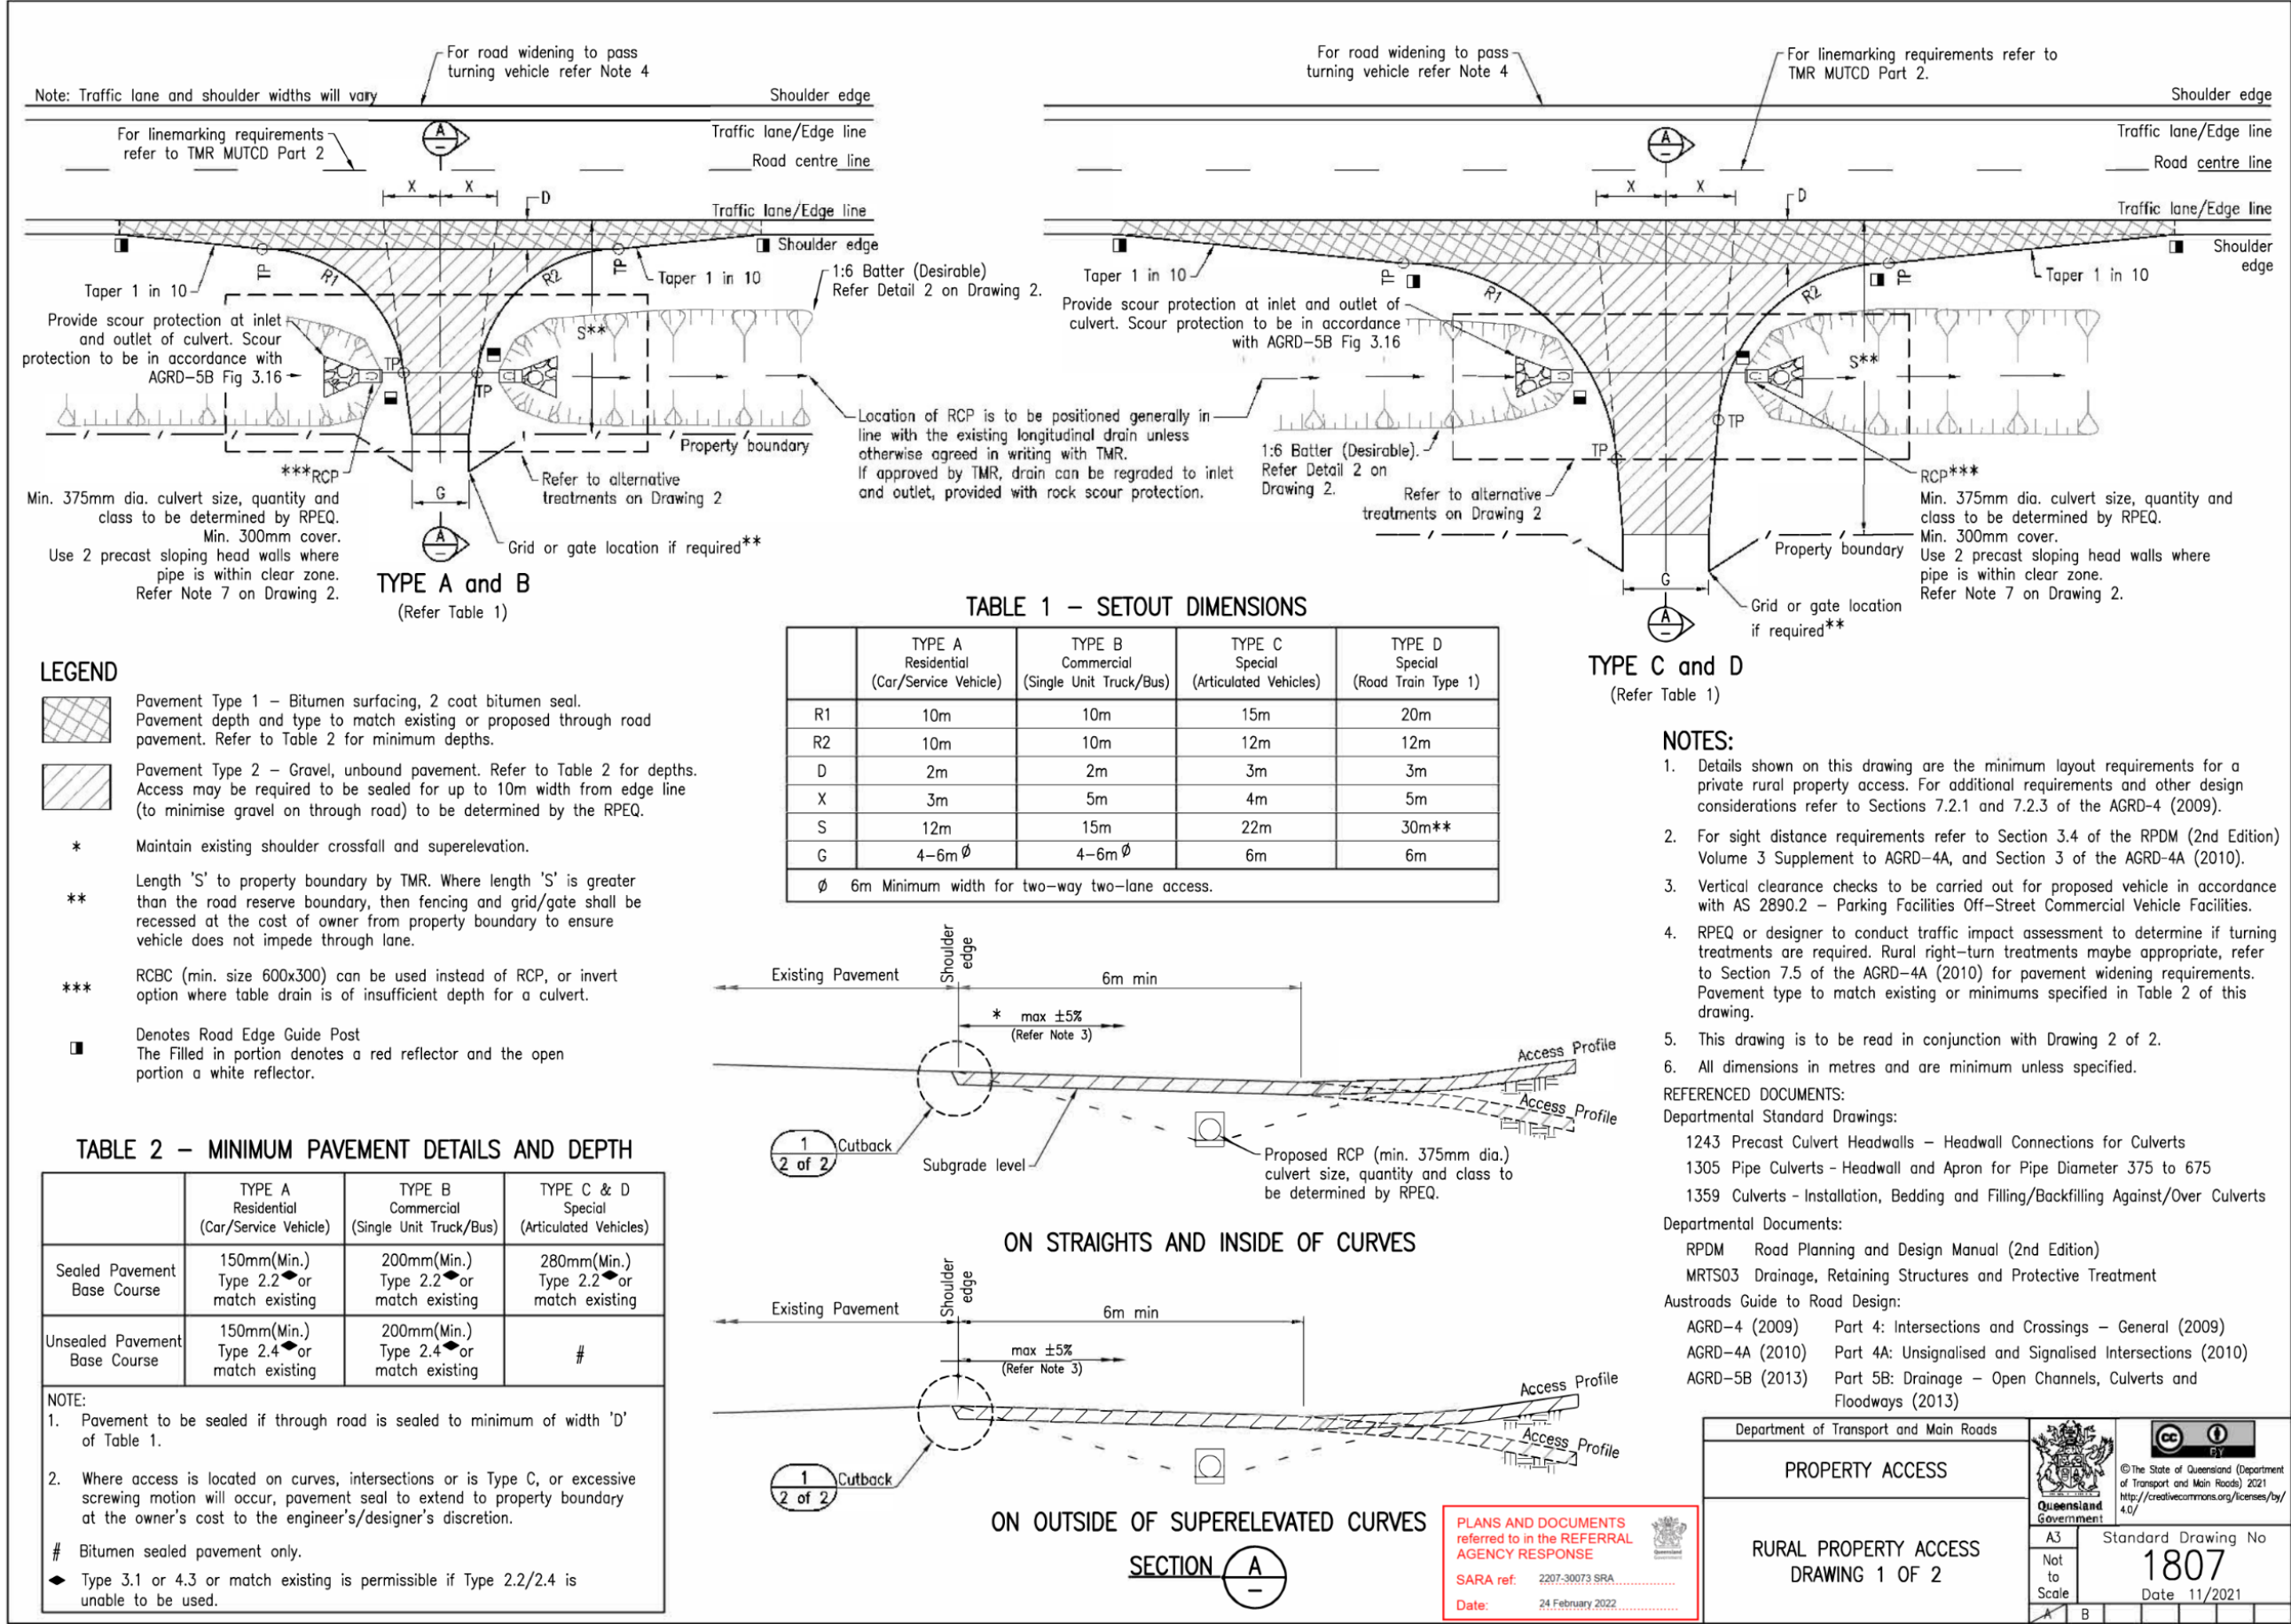 For road widening to pass
turning vehicle refer Note 4
Note: Traffic lane and shoulder widths will vary
Shoulder edge
For linemarking requirements
refer to TMR MUTCD Part 2
A
–
Traffic lane/Edge line
Road centre line
X X
D
Traffic lane/Edge line
Shoulder edge
TP
R1
R2
TP
Taper 1 in 10
Taper 1 in 10
1:6 Batter (Desirable)
Refer Detail 2 on Drawing 2.
Provide scour protection at inlet
and outlet of culvert. Scour
protection to be in accordance with
AGRD-5B Fig 3.16
S**
TP
TP
Property boundary
***RCP
Min. 375mm dia. culvert size, quantity and
class to be determined by RPEQ.
Min. 300mm cover.
Use 2 precast sloping head walls where
pipe is within clear zone.
Refer Note 7 on Drawing 2.
G
Refer to alternative
treatments on Drawing 2
A
–
Grid or gate location if required**
TYPE A and B
(Refer Table 1)
Location of RCP is to be positioned generally in
line with the existing longitudinal drain unless
otherwise agreed in writing with TMR.
If approved by TMR, drain can be regraded to inlet
and outlet, provided with rock scour protection.
For road widening to pass
turning vehicle refer Note 4
For linemarking requirements refer to
TMR MUTCD Part 2.
Shoulder edge
A
–
Traffic lane/Edge line
Road centre line
X X
D
Traffic lane/Edge line
Shoulder
edge
Taper 1 in 10
TP
R1
R2
TP
Taper 1 in 10
Provide scour protection at inlet and outlet of
culvert. Scour protection to be in accordance
with AGRD-5B Fig 3.16
S**
TP
TP
1:6 Batter (Desirable).
Refer Detail 2 on
Drawing 2.
Refer to alternative
treatments on Drawing 2
Property boundary
RCP***
Min. 375mm dia. culvert size, quantity and
class to be determined by RPEQ.
Min. 300mm cover.
Use 2 precast sloping head walls where
pipe is within clear zone.
Refer Note 7 on Drawing 2.
G
A
–
Grid or gate location
if required**
TYPE C and D
(Refer Table 1)
TABLE 1 – SETOUT DIMENSIONS
TYPE A TYPE B TYPE C TYPE D
Residential Commercial Special Special
(Car/Service Vehicle) (Single Unit Truck/Bus) (Articulated Vehicles) (Road Train Type 1)
R1 10m 10m 15m 20m
R2 10m 10m 12m 12m
D 2m 2m 3m 3m
X 3m 5m 4m 5m
S 12m 15m 22m 30m**
G 4–6m Ø 4–6m Ø 6m 6m
Ø 6m Minimum width for two-way two-lane access.
LEGEND
Pavement Type 1 – Bitumen surfacing, 2 coat bitumen seal.
Pavement depth and type to match existing or proposed through road
pavement. Refer to Table 2 for minimum depths.
Pavement Type 2 – Gravel, unbound pavement. Refer to Table 2 for depths.
Access may be required to be sealed for up to 10m width from edge line
(to minimise gravel on through road) to be determined by the RPEQ.
* Maintain existing shoulder crossfall and superelevation.
** Length 'S' to property boundary by TMR. Where length 'S' is greater
than the road reserve boundary, then fencing and grid/gate shall be
recessed at the cost of owner from property boundary to ensure
vehicle does not impede through lane.
*** RCBC (min. size 600x300) can be used instead of RCP, or invert
option where table drain is of insufficient depth for a culvert.
Denotes Road Edge Guide Post
The Filled in portion denotes a red reflector and the open
portion a white reflector.
TABLE 2 – MINIMUM PAVEMENT DETAILS AND DEPTH
TYPE A TYPE B TYPE C & D
Residential Commercial Special
(Car/Service Vehicle) (Single Unit Truck/Bus) (Articulated Vehicles)
Sealed Pavement Base Course 150mm(Min.) 200mm(Min.) 280mm(Min.)
Type 2.2◆or Type 2.2◆or Type 2.2◆or
match existing match existing match existing
Unsealed Pavement Base Course 150mm(Min.) 200mm(Min.) #
Type 2.4◆or Type 2.4◆or
match existing match existing
NOTE:
1. Pavement to be sealed if through road is sealed to minimum of width 'D'
of Table 1.
2. Where access is located on curves, intersections or is Type C, or excessive
screwing motion will occur, pavement seal to extend to property boundary
at the owner's cost to the engineer's/designer's discretion.
# Bitumen sealed pavement only.
◆ Type 3.1 or 4.3 or match existing is permissible if Type 2.2/2.4 is
unable to be used.
Existing Pavement
Shoulder
edge
6m min
* max ±5%
(Refer Note 3)
Access Profile
Access Profile
1
2 of 2
Cutback
Subgrade level
Proposed RCP (min. 375mm dia.)
culvert size, quantity and class to
be determined by RPEQ.
ON STRAIGHTS AND INSIDE OF CURVES
Existing Pavement
Shoulder
edge
6m min
max ±5%
(Refer Note 3)
Access Profile
Access Profile
1
2 of 2
Cutback
ON OUTSIDE OF SUPERELEVATED CURVES
SECTION A
–
NOTES:
1. Details shown on this drawing are the minimum layout requirements for a
private rural property access. For additional requirements and other design
considerations refer to Sections 7.2.1 and 7.2.3 of the AGRD-4 (2009).
2. For sight distance requirements refer to Section 3.4 of the RPDM (2nd Edition)
Volume 3 Supplement to AGRD-4A, and Section 3 of the AGRD-4A (2010).
3. Vertical clearance checks to be carried out for proposed vehicle in accordance
with AS 2890.2 – Parking Facilities Off-Street Commercial Vehicle Facilities.
4. RPEQ or designer to conduct traffic impact assessment to determine if turning
treatments are required. Rural right-turn treatments maybe appropriate, refer
to Section 7.5 of the AGRD-4A (2010) for pavement widening requirements.
Pavement type to match existing or minimums specified in Table 2 of this
drawing.
5. This drawing is to be read in conjunction with Drawing 2 of 2.
6. All dimensions in metres and are minimum unless specified.
REFERENCED DOCUMENTS:
Departmental Standard Drawings:
1243 Precast Culvert Headwalls – Headwall Connections for Culverts
1305 Pipe Culverts - Headwall and Apron for Pipe Diameter 375 to 675
1359 Culverts - Installation, Bedding and Filling/Backfilling Against/Over Culverts
Departmental Documents:
RPDM Road Planning and Design Manual (2nd Edition)
MRTS03 Drainage, Retaining Structures and Protective Treatment
Austroads Guide to Road Design:
AGRD-4 (2009) Part 4: Intersections and Crossings – General (2009)
AGRD-4A (2010) Part 4A: Unsignalised and Signalised Intersections (2010)
AGRD-5B (2013) Part 5B: Drainage – Open Channels, Culverts and
Floodways (2013)
PLANS AND DOCUMENTS
referred to in the REFERRAL
AGENCY RESPONSE
SARA ref: 2207-30073 SRA
Date: 24 February 2022
Department of Transport and Main Roads
PROPERTY ACCESS
RURAL PROPERTY ACCESS
DRAWING 1 OF 2
Queensland
Government
cc
BY
©The State of Queensland (Department
of Transport and Main Roads) 2021
http://creativecommons.org/licenses/by/
4.0/
A3
Not
to
Scale
Standard Drawing No
1807
Date 11/2021
A B